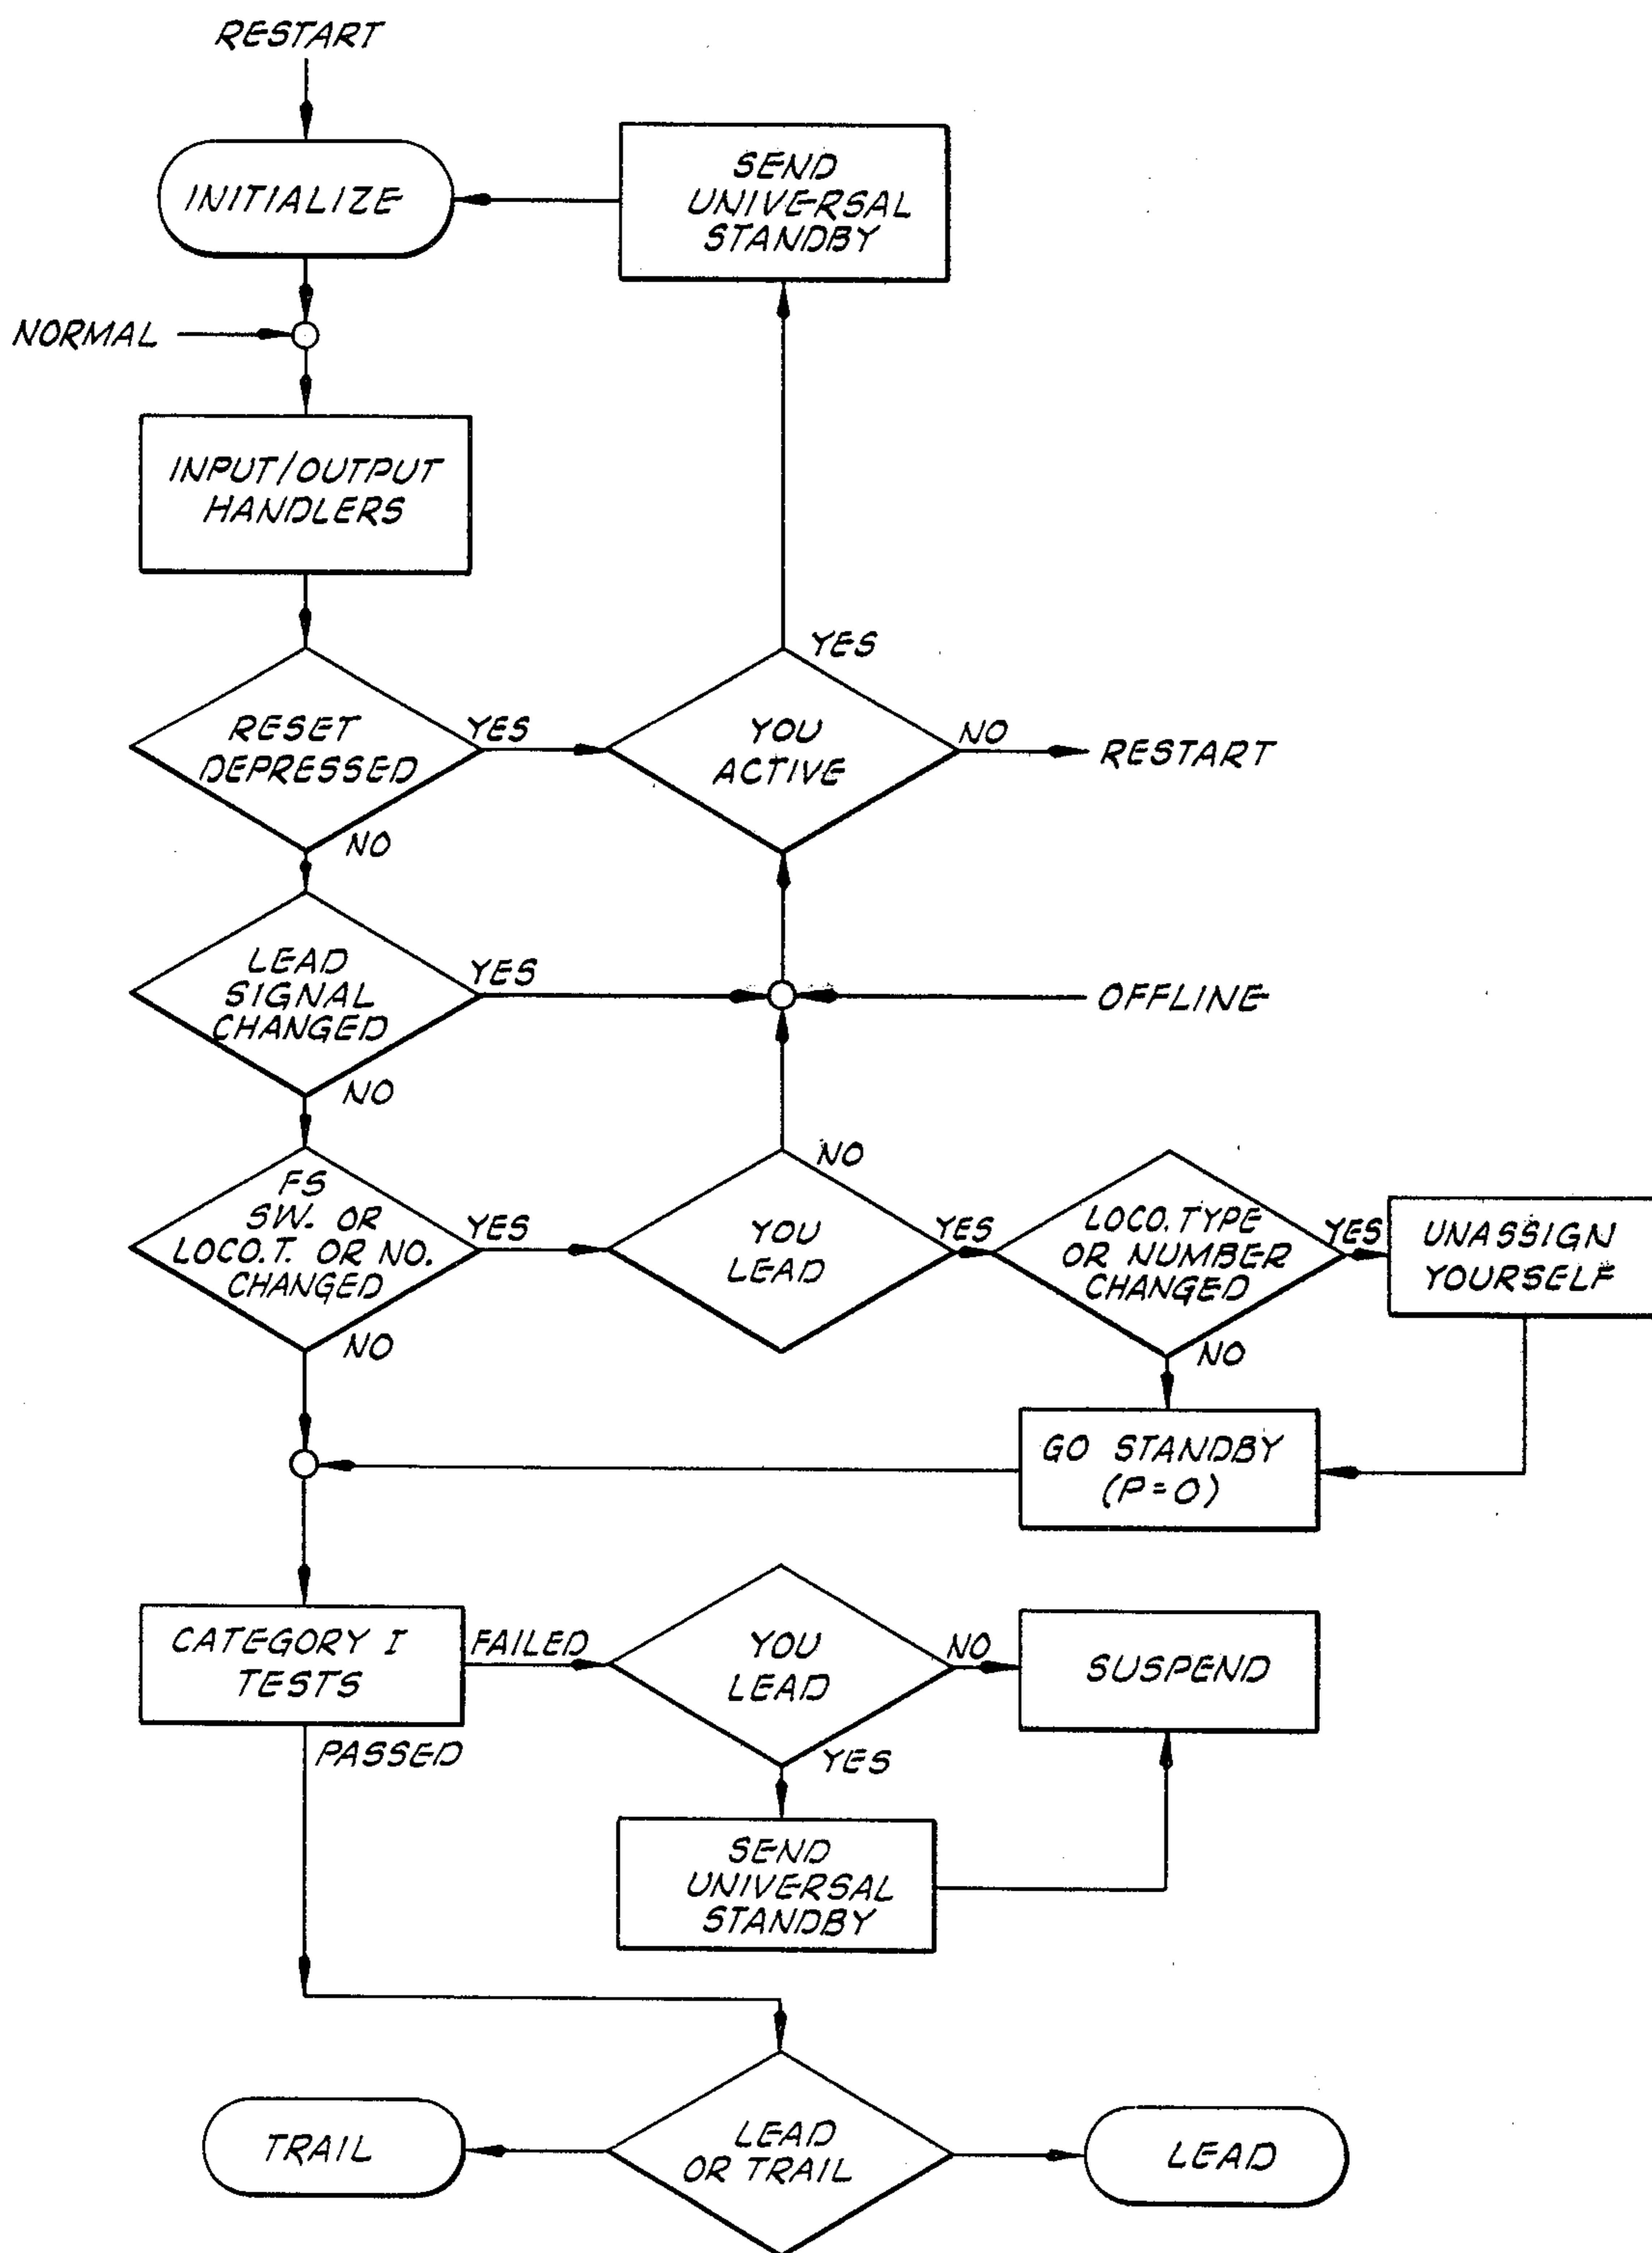 RESTART
INITIALIZE
SEND
UNIVERSAL
STANDBY
NORMAL
INPUT/OUTPUT
HANDLERS
RESET
DEPRESSED
YES
NO
YOU
ACTIVE
YES
NO
RESTART
LEAD
SIGNAL
CHANGED
YES
NO
OFFLINE
FS
SW. OR
LOCO.T. OR NO.
CHANGED
YES
NO
YOU
LEAD
NO
YES
LOCO. TYPE
OR NUMBER
CHANGED
YES
NO
UNASSIGN
YOURSELF
GO STANDBY
(P=0)
CATEGORY I
TESTS
FAILED
PASSED
YOU
LEAD
NO
YES
SUSPEND
SEND
UNIVERSAL
STANDBY
TRAIL
LEAD
OR TRAIL
LEAD